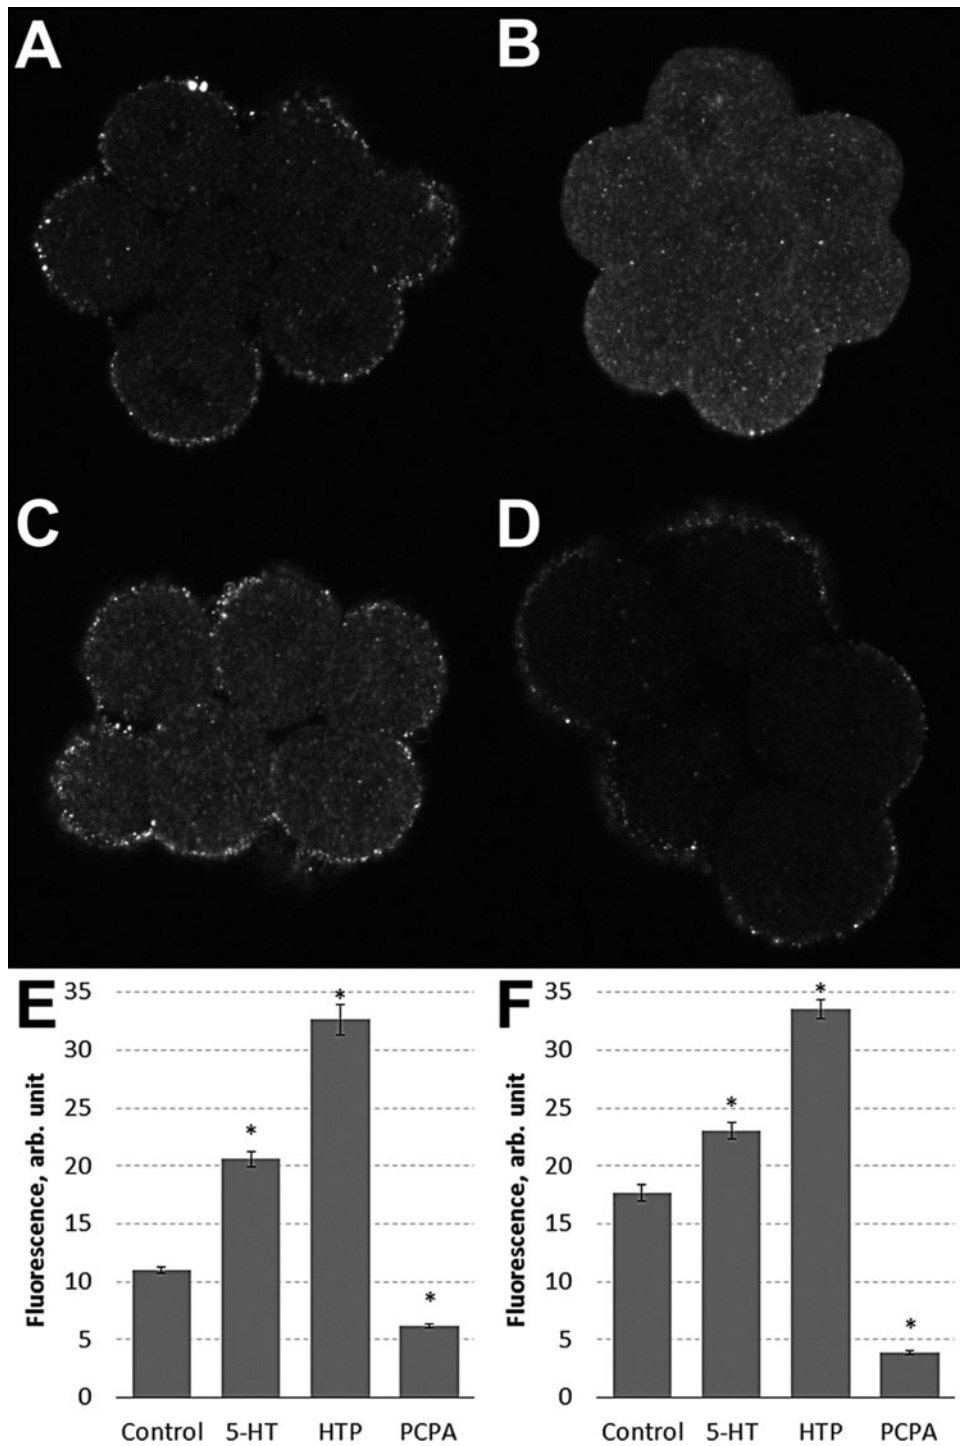 A
B
C
D
E
Fluorescence, arb. unit
35
30
25
20
15
10
5
0
*
*
*
*
Control 5-HT HTP PCPA
F
Fluorescence, arb. unit
35
30
25
20
15
10
5
0
*
*
*
*
Control 5-HT HTP PCPA